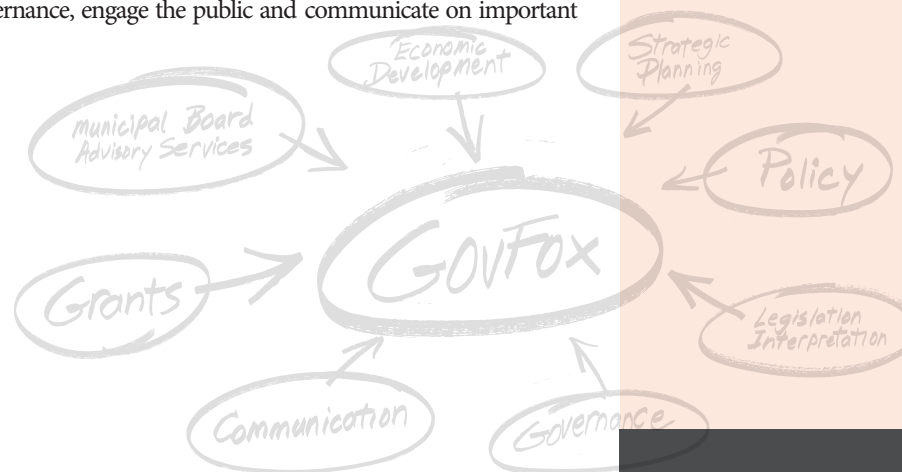 ernance, engage the public and communicate on important
Economic
Development
Strategic
Planning
Municipal Board
Advisory Services
Policy
GovFox
Grants
Legislation
Interpretation
Communication
Governance